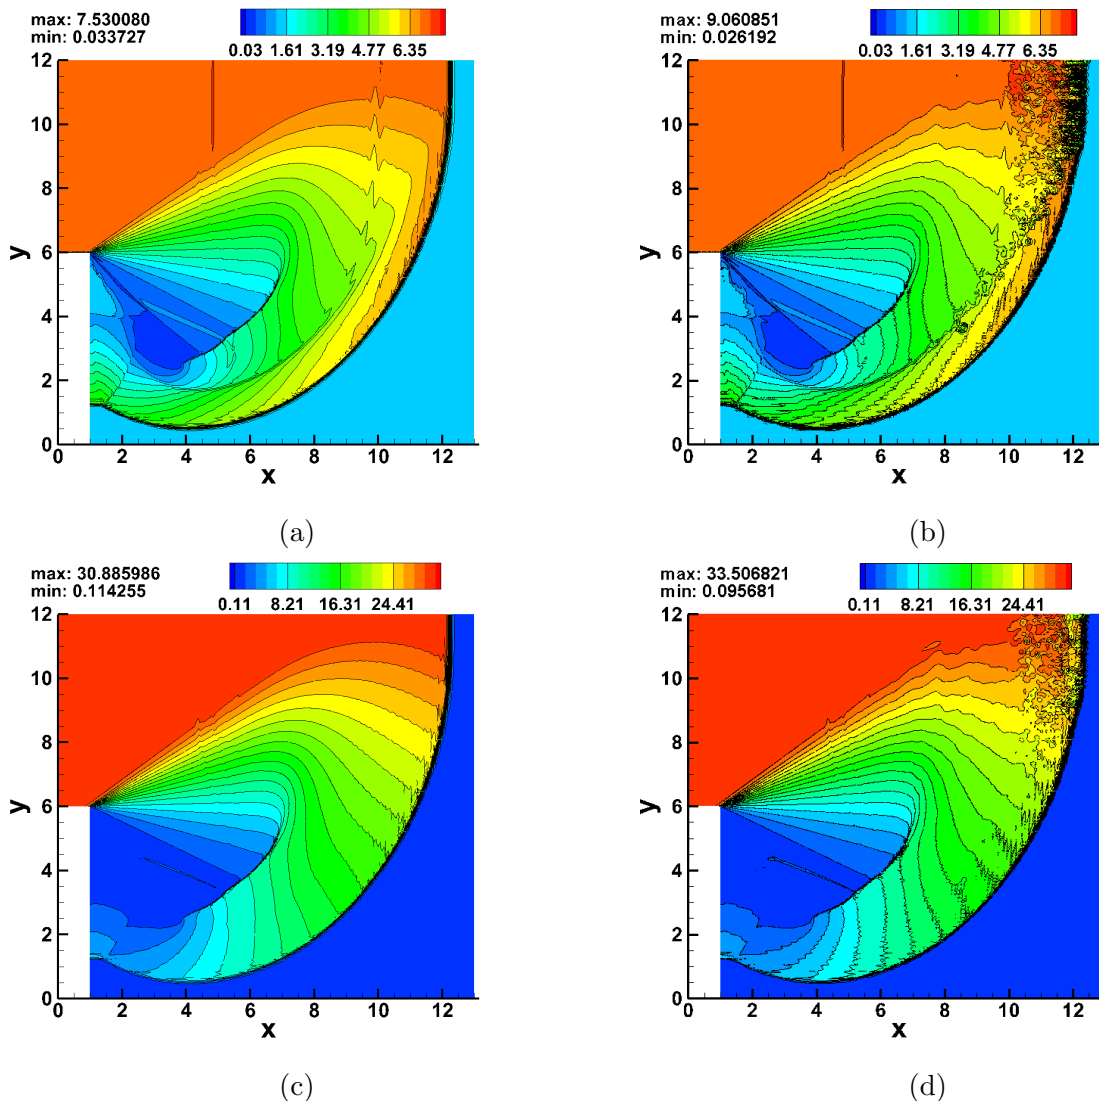 max: 7.530080
min: 0.033727
0.03 1.61 3.19 4.77 6.35
12
10
8
6
4
2
0
y
0 2 4 6 8 10 12
x
(a)
max: 9.060851
min: 0.026192
0.03 1.61 3.19 4.77 6.35
12
10
8
6
4
2
0
y
0 2 4 6 8 10 12
x
(b)
max: 30.885986
min: 0.114255
0.11 8.21 16.31 24.41
12
10
8
6
4
2
0
y
0 2 4 6 8 10 12
x
(c)
max: 33.506821
min: 0.095681
0.11 8.21 16.31 24.41
12
10
8
6
4
2
0
y
0 2 4 6 8 10 12
x
(d)